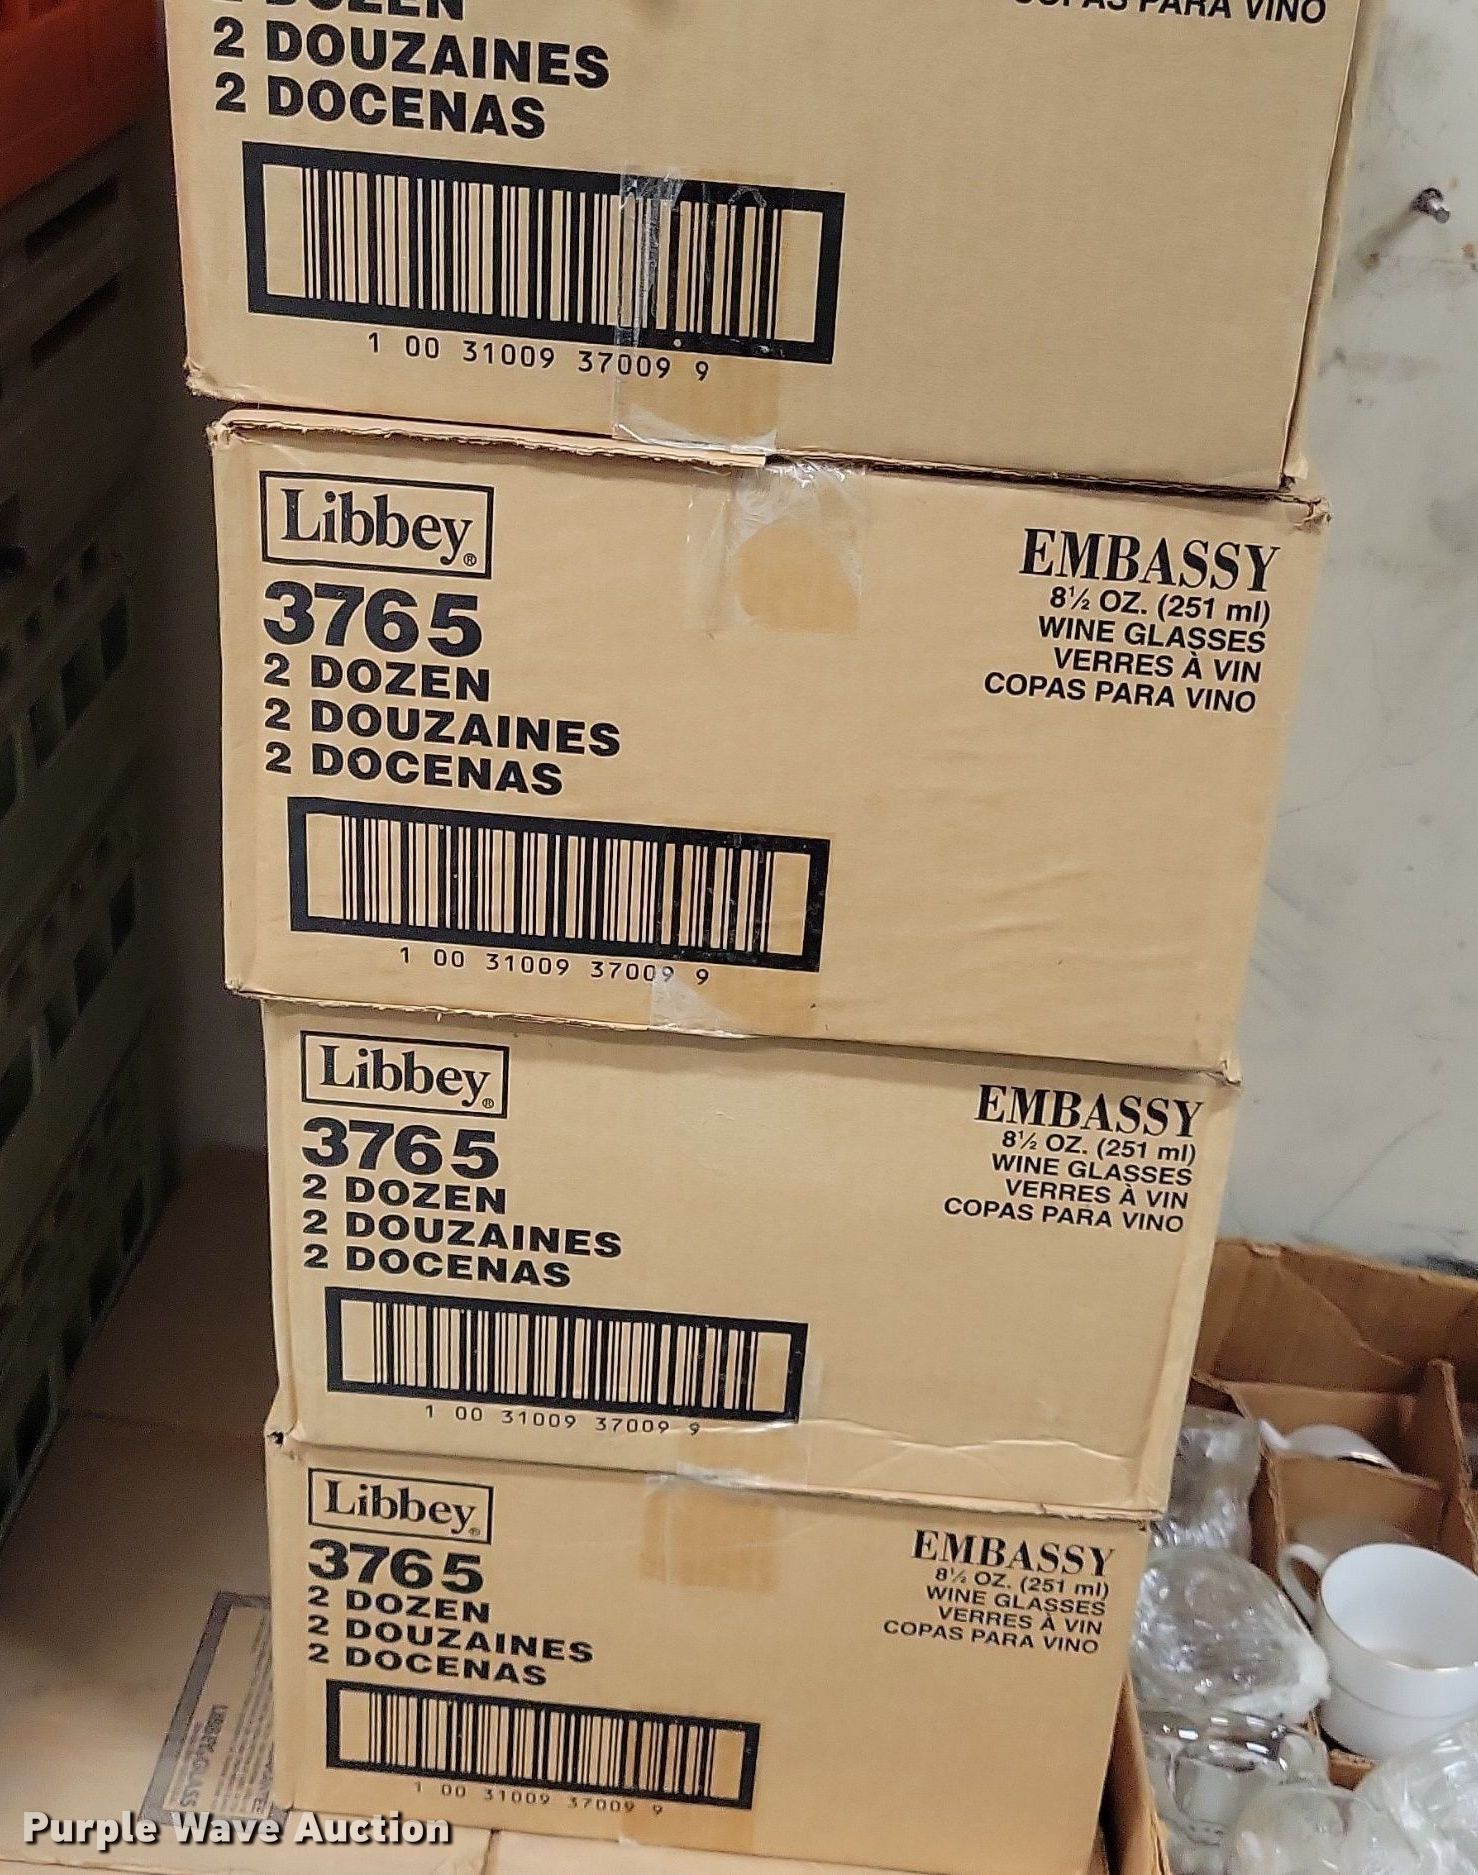 2 DOZEN
2 DOUZAINES
2 DOCENAS
COPAS PARA VINO
1 00 31009 37009 9
Libbey®
3765
2 DOZEN
2 DOUZAINES
2 DOCENAS
EMBASSY
8½ OZ. (251 ml)
WINE GLASSES
VERRES À VIN
COPAS PARA VINO
1 00 31009 37009 9
Libbey®
3765
2 DOZEN
2 DOUZAINES
2 DOCENAS
EMBASSY
8½ OZ. (251 ml)
WINE GLASSES
VERRES À VIN
COPAS PARA VINO
1 00 31009 37009 9
Libbey®
3765
2 DOZEN
2 DOUZAINES
2 DOCENAS
EMBASSY
8½ OZ. (251 ml)
WINE GLASSES
VERRES À VIN
COPAS PARA VINO
1 00 31009 37009 9
Purple Wave Auction